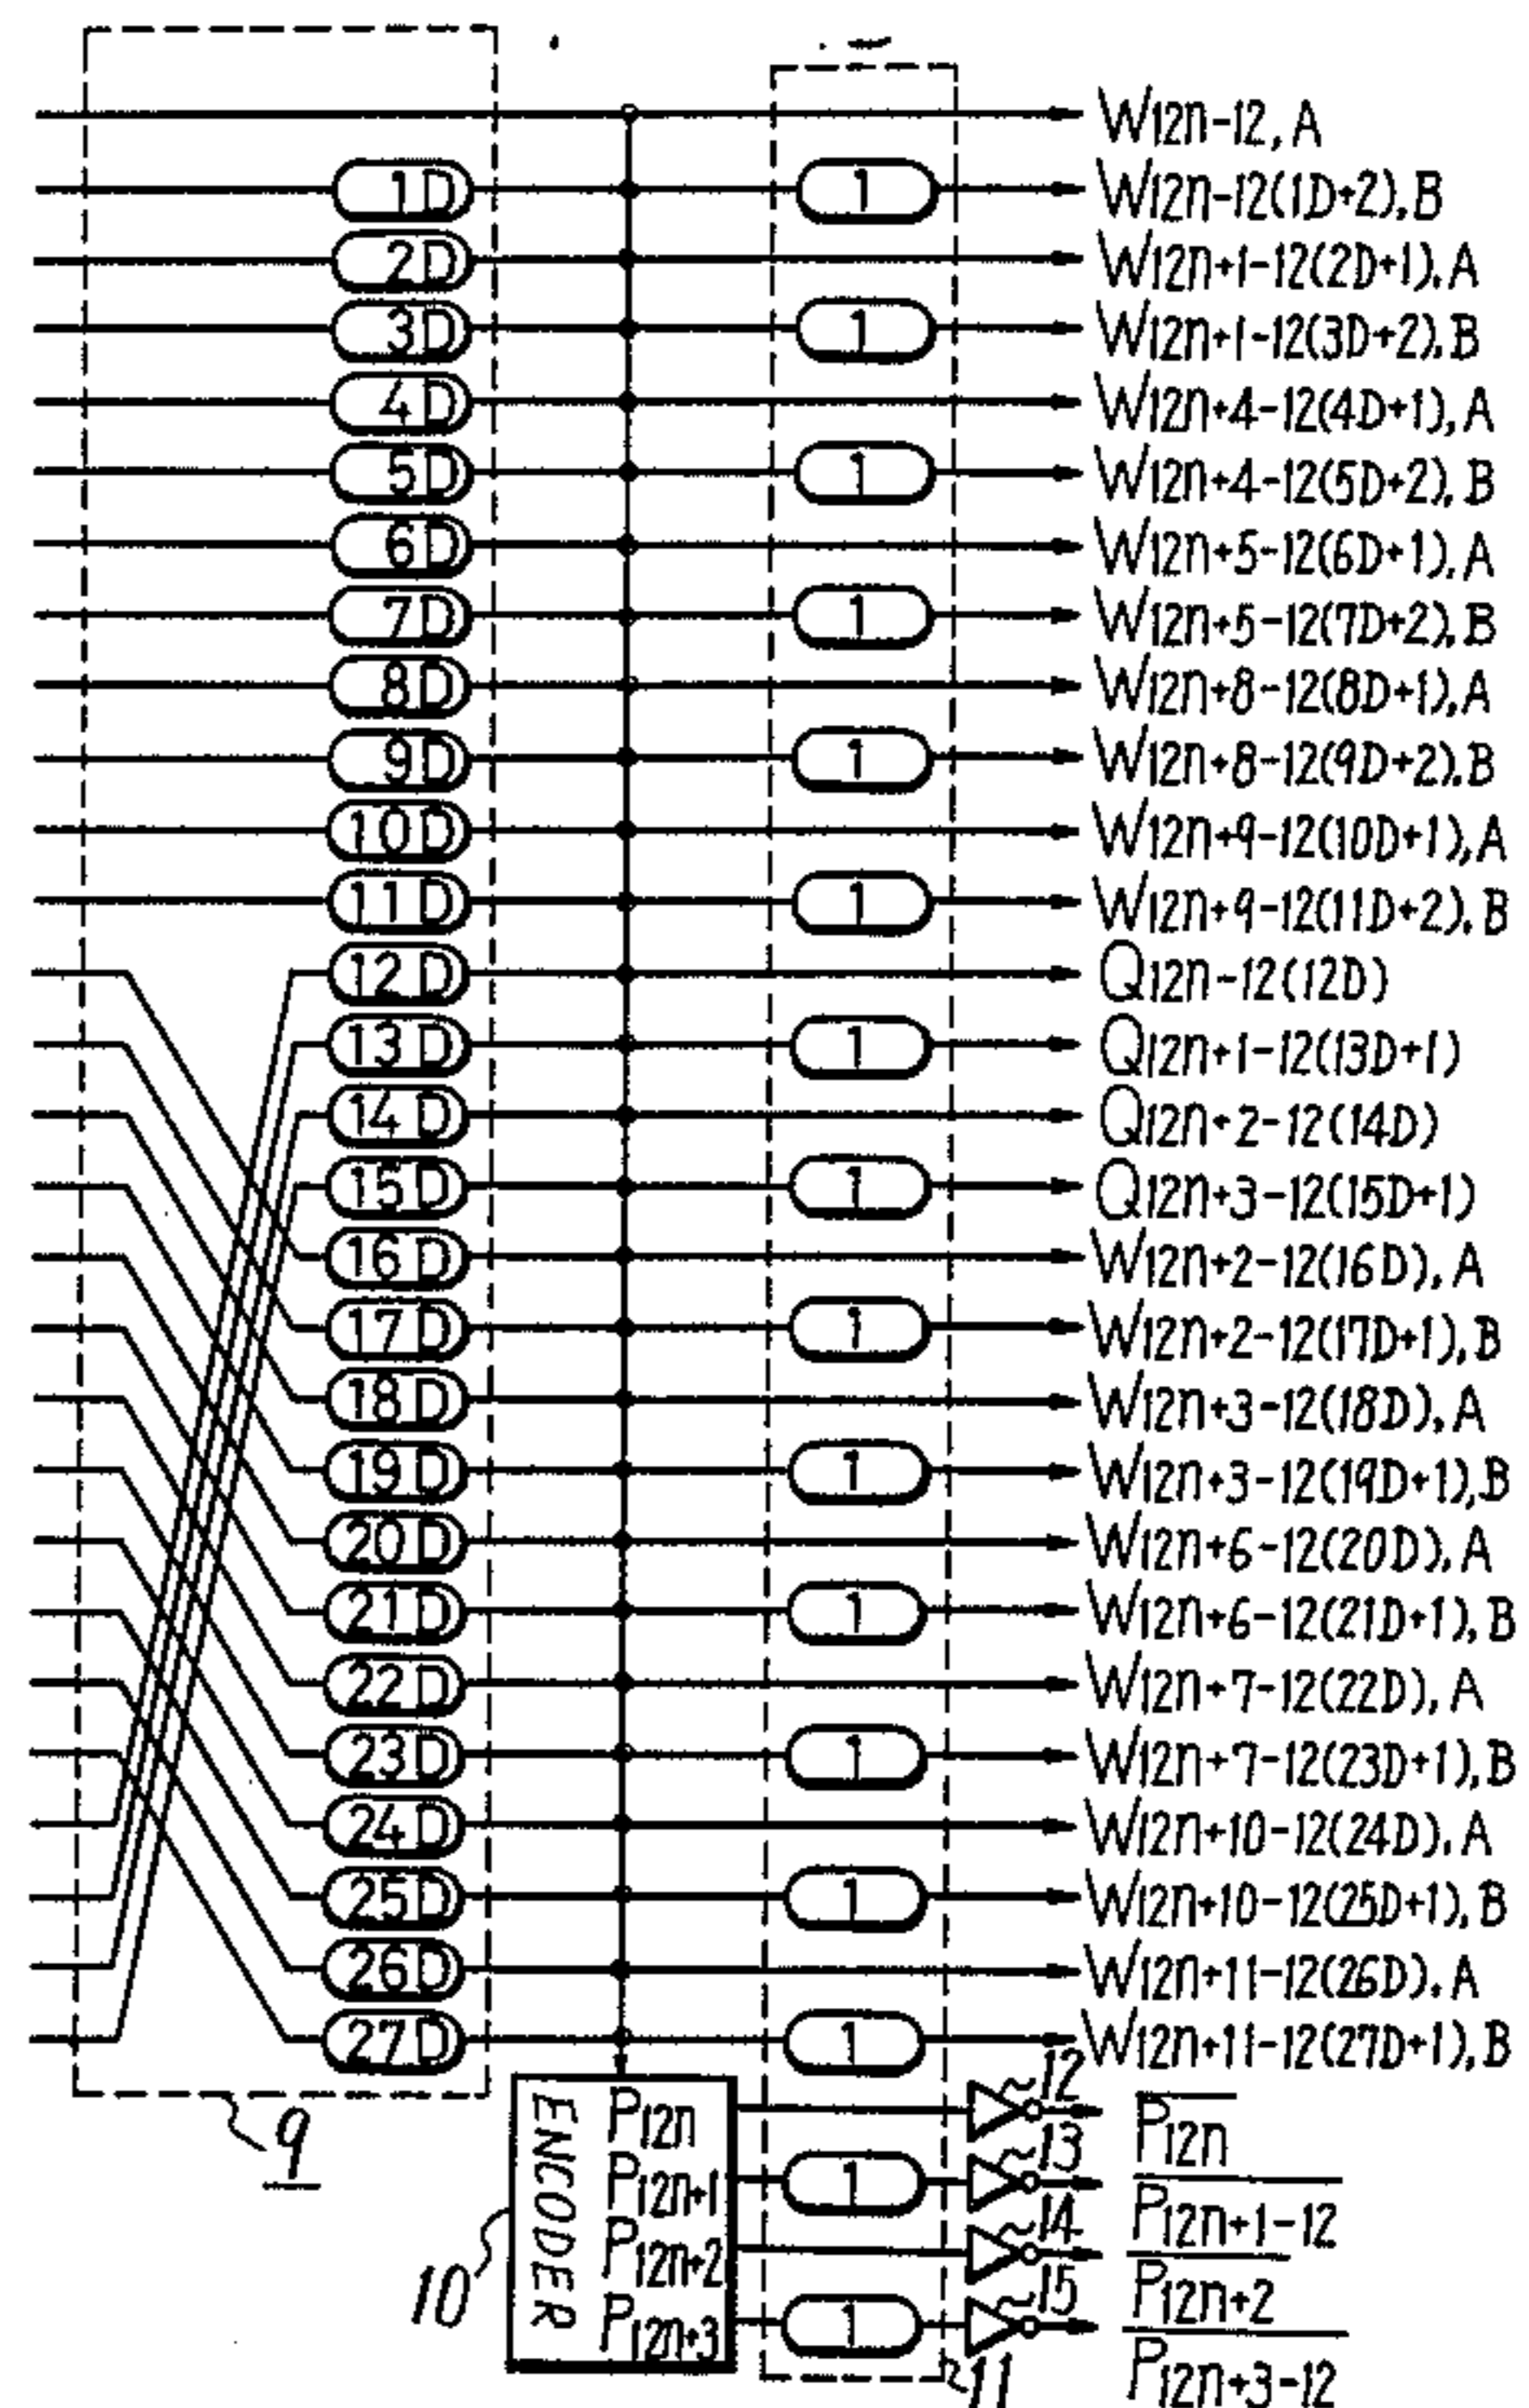 W12n-12, A
1D 1 W12n-12(1D+2), B
2D W12n+1-12(2D+1), A
3D 1 W12n+1-12(3D+2), B
4D W12n+4-12(4D+1), A
5D 1 W12n+4-12(5D+2), B
6D W12n+5-12(6D+1), A
7D 1 W12n+5-12(7D+2), B
8D W12n+8-12(8D+1), A
9D 1 W12n+8-12(9D+2), B
10D W12n+9-12(10D+1), A
11D 1 W12n+9-12(11D+2), B
12D Q12n-12(12D)
13D 1 Q12n+1-12(13D+1)
14D Q12n+2-12(14D)
15D 1 Q12n+3-12(15D+1)
16D W12n+2-12(16D), A
17D 1 W12n+2-12(17D+1), B
18D W12n+3-12(18D), A
19D 1 W12n+3-12(19D+1), B
20D W12n+6-12(20D), A
21D 1 W12n+6-12(21D+1), B
22D W12n+7-12(22D), A
23D 1 W12n+7-12(23D+1), B
24D W12n+10-12(24D), A
25D 1 W12n+10-12(25D+1), B
26D W12n+11-12(26D), A
27D 1 W12n+11-12(27D+1), B
9
10
ENCODER
P12n 12 P12n
P12n+1 1 13 P12n+1-12
P12n+2 14 P12n+2
P12n+3 1 15 P12n+3-12
11